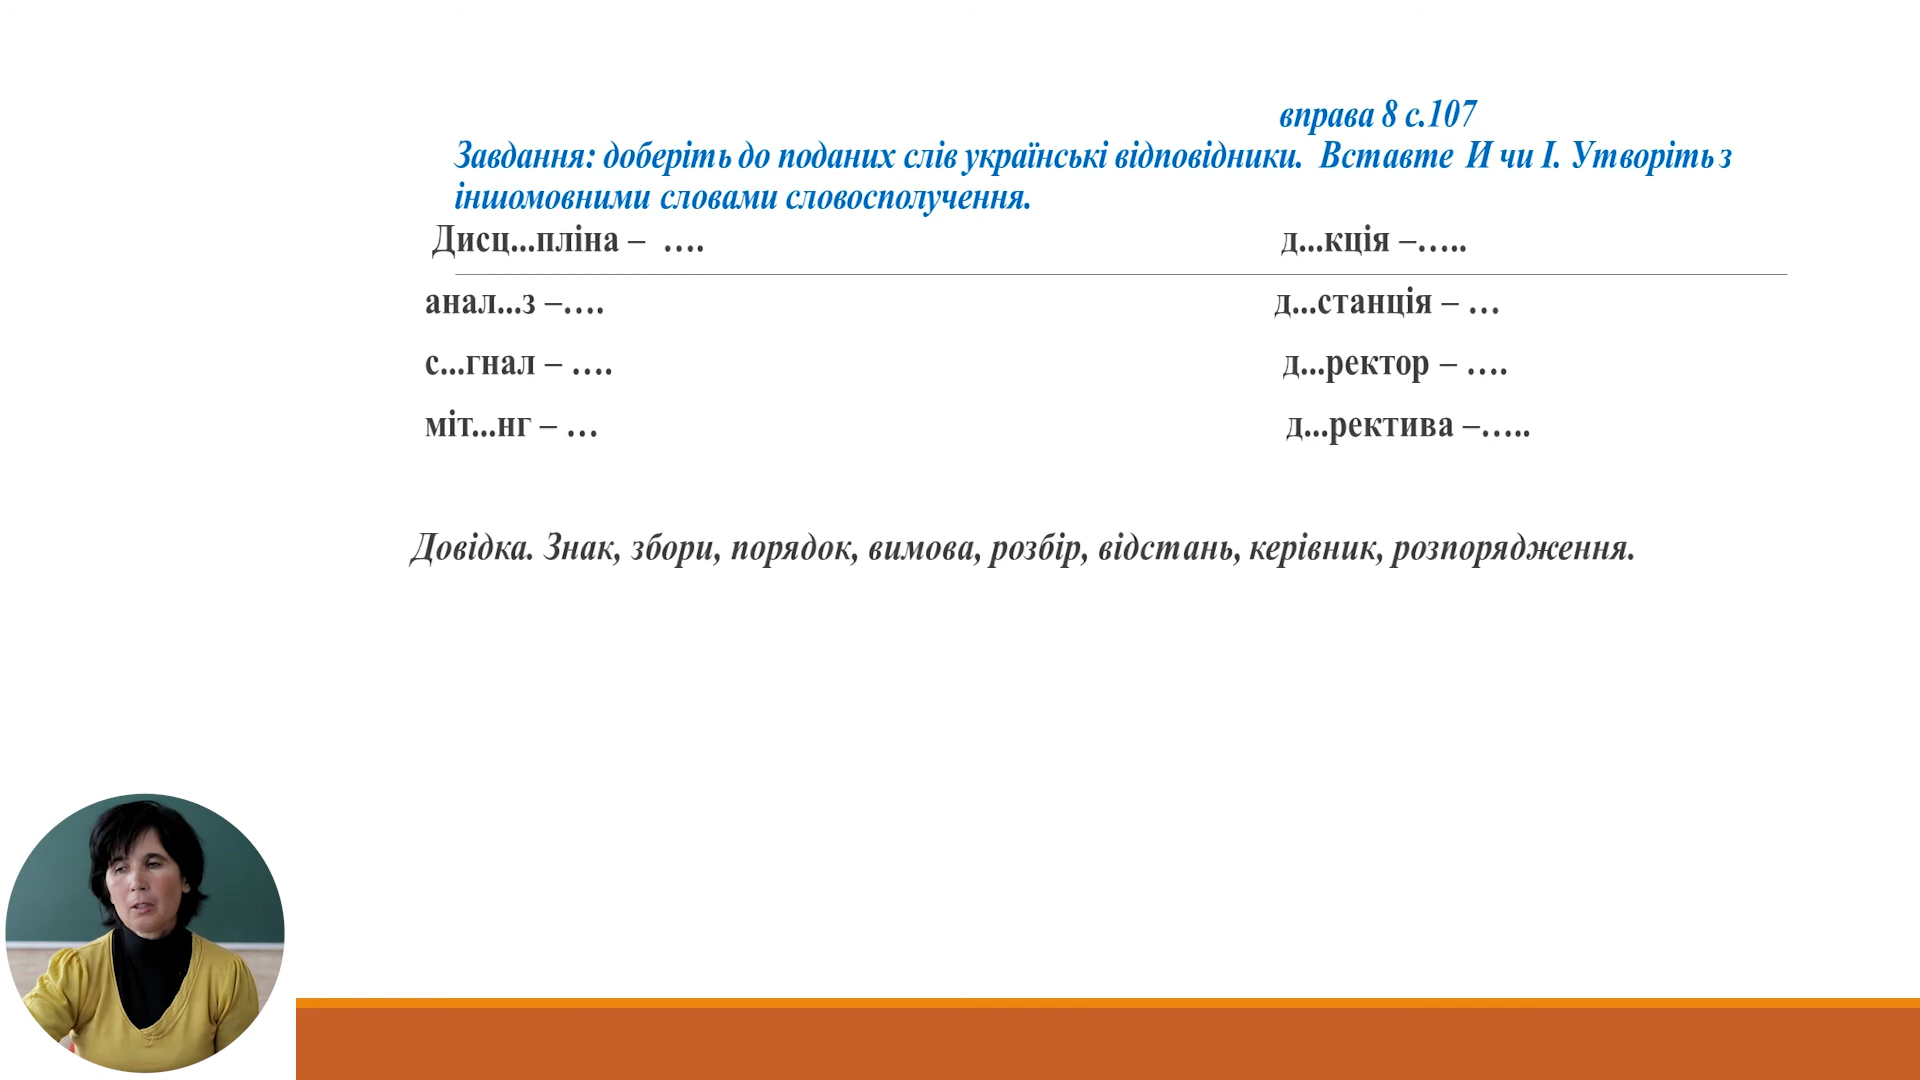 вправа 8 с.107
Завдання: доберіть до поданих слів українські відповідники. Вставте И чи І. Утворіть з
іншомовними словами словосполучення.
Дисц...пліна – …. д...кція –…..
анал...з –…. д...станція – …
с...гнал – …. д...ректор – ….
міт...нг – … д...ректива –…..
Довідка. Знак, збори, порядок, вимова, розбір, відстань, керівник, розпорядження.